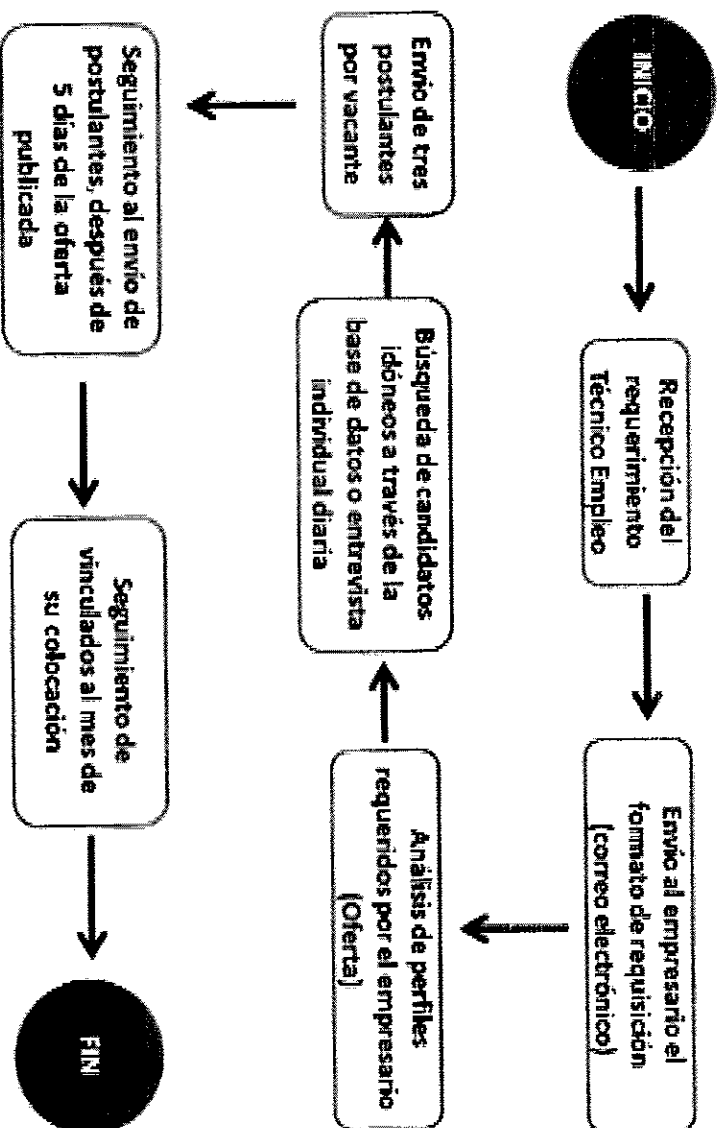 INICIO
Recepción del
requerimiento
Técnico Empleo
Envío al empresario el
formato de requisición
(correo electrónico)
Análisis de perfiles
requeridos por el empresario
(Oferta)
Búsqueda de candidatos
idóneos a través de la
base de datos o entrevista
individual diaria
Envío de tres
postulantes
por vacante
Seguimiento al envío de
postulantes, después de
5 días de la oferta
publicada
Seguimiento de
vinculados al mes de
su colocación
FIN